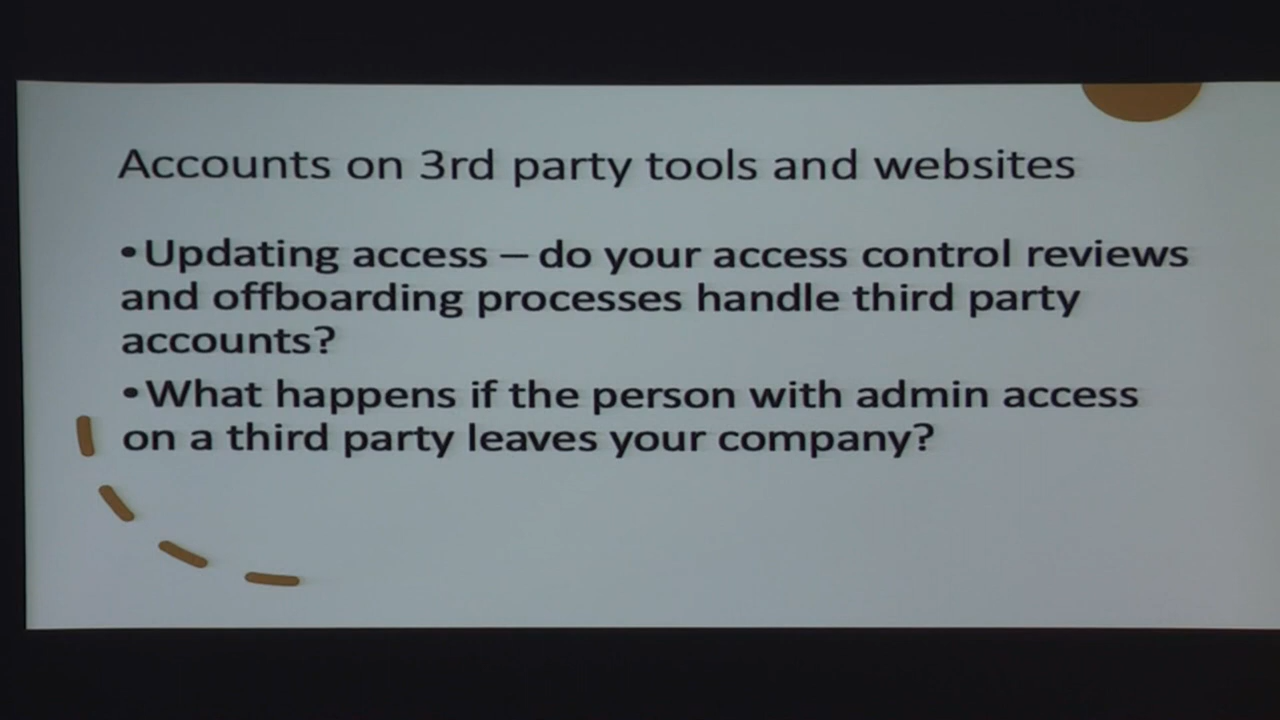 Accounts on 3rd party tools and websites
•Updating access – do your access control reviews
and offboarding processes handle third party
accounts?
•What happens if the person with admin access
on a third party leaves your company?